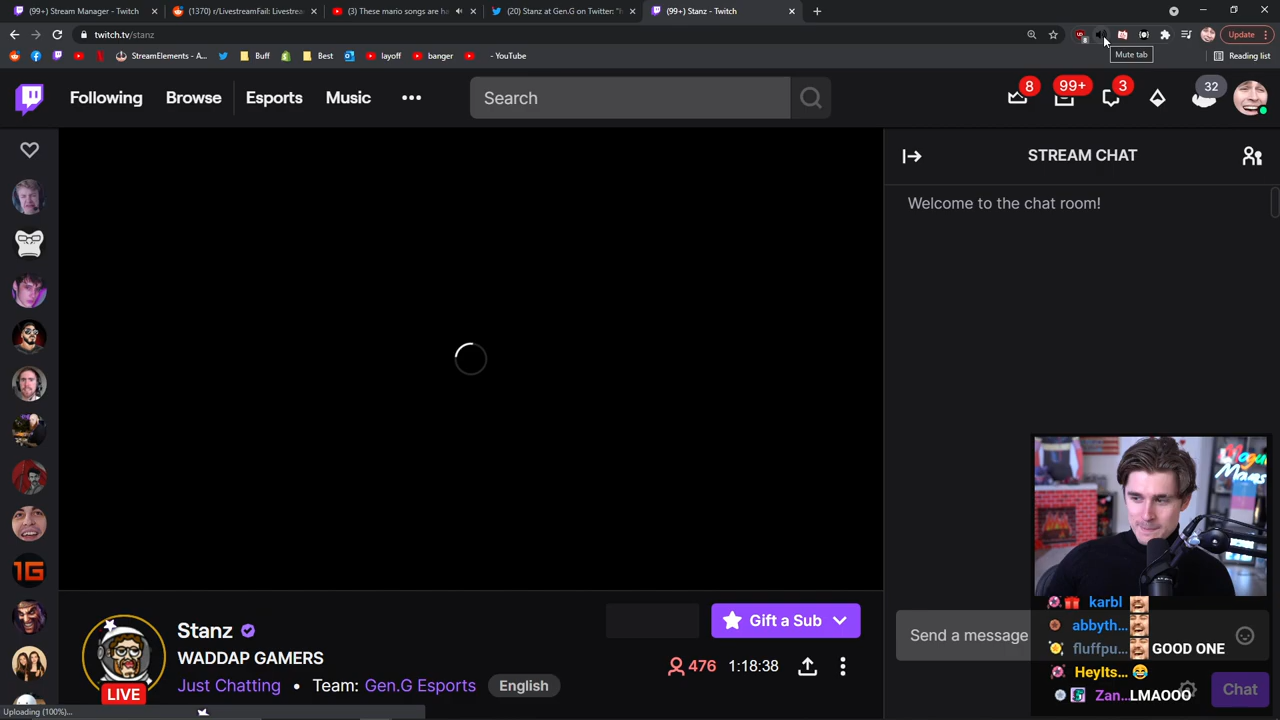 (99+) Stream Manager - Twitch
(1370) r/LivestreamFail: Livestrea
(3) These mario songs are ha
(20) Stanz at Gen.G on Twitter: "h
(99+) Stanz - Twitch
twitch.tv/stanz
Update
Mute tab
StreamElements - A...
Buff
Best
layoff
banger
- YouTube
Reading list
Following
Browse
Esports
Music
Search
8
99+
3
32
STREAM CHAT
Welcome to the chat room!
1G
Stanz
WADDAP GAMERS
Just Chatting • Team: Gen.G Esports English
LIVE
Gift a Sub
476 1:18:38
karbl
abbyth...
fluffpu... GOOD ONE
HeyIts...
Zan... LMAOOO
Send a message
Chat
Uploading (100%)...